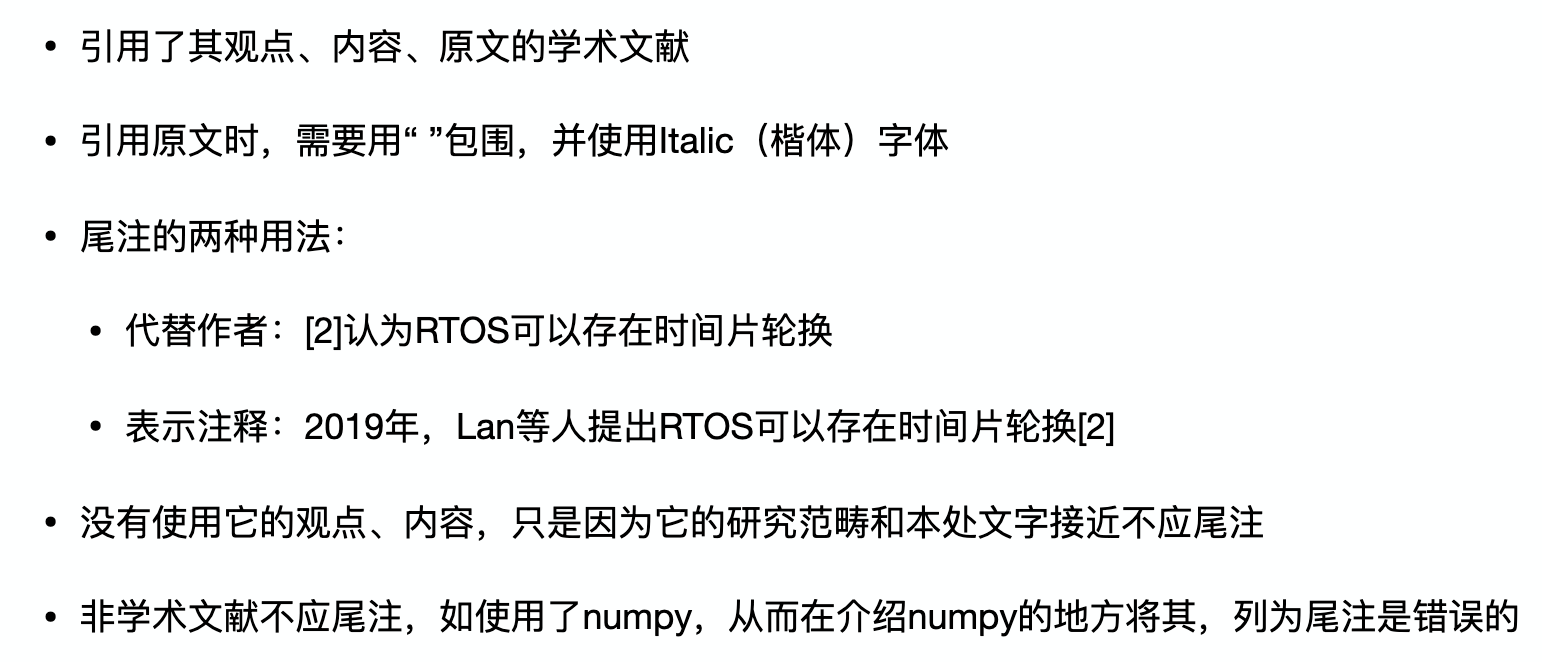 • 引用了其观点、内容、原文的学术文献
• 引用原文时，需要用“ ”包围，并使用Italic（楷体）字体
• 尾注的两种用法：
• 代替作者：[2]认为RTOS可以存在时间片轮换
• 表示注释：2019年，Lan等人提出RTOS可以存在时间片轮换[2]
• 没有使用它的观点、内容，只是因为它的研究范畴和本处文字接近不应尾注
• 非学术文献不应尾注，如使用了numpy，从而在介绍numpy的地方将其，列为尾注是错误的